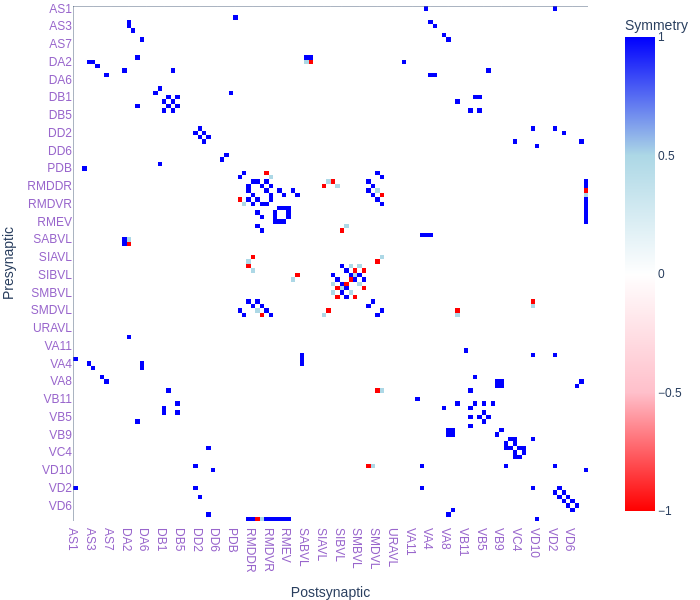 Presynaptic
AS1
AS3
AS7
DA2
DA6
DB1
DB5
DD2
DD6
PDB
RMDDR
RMDVR
RMEV
SABVL
SIAVL
SIBVL
SMBVL
SMDVL
URAVL
VA11
VA4
VA8
VB11
VB5
VB9
VC4
VD10
VD2
VD6
AS1
AS3
AS7
DA2
DA6
DB1
DB5
DD2
DD6
PDB
RMDDR
RMDVR
RMEV
SABVL
SIAVL
SIBVL
SMBVL
SMDVL
URAVL
VA11
VA4
VA8
VB11
VB5
VB9
VC4
VD10
VD2
VD6
Postsynaptic
Symmetry
1
0.5
0
−0.5
−1